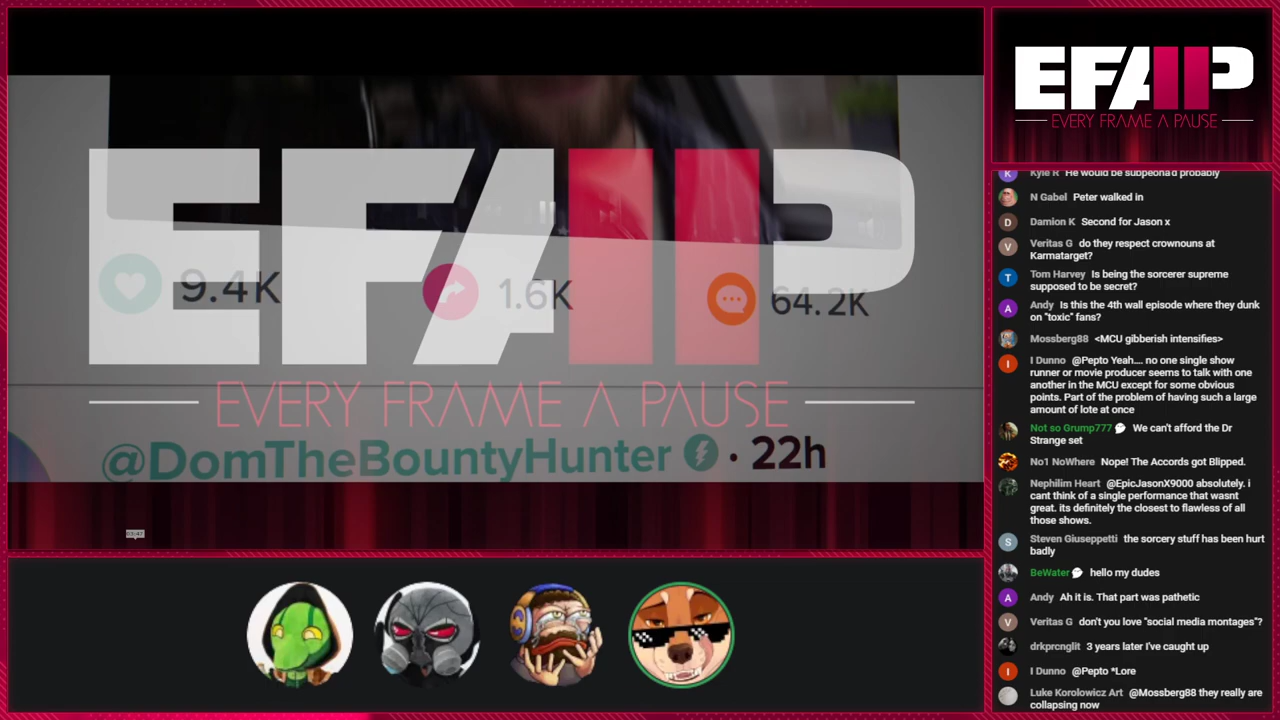 EFAP
EVERY FRAME A PAUSE
9.4K 1.6K 64.2K
@DomTheBountyHunter · 22h
EFAP
EVERY FRAME A PAUSE
Kyle R He would be subpeona'd probably
N Gabel Peter walked in
Damion K Second for Jason x
Veritas G do they respect crownouns at
Karmatarget?
Tom Harvey Is being the sorcerer supreme
supposed to be secret?
Andy Is this the 4th wall episode where they dunk
on "toxic" fans?
Mossberg88 <MCU gibberish intensifies>
I Dunno @Pepto Yeah.... no one single show
runner or movie producer seems to talk with one
another in the MCU except for some obvious
points. Part of the problem of having such a large
amount of lote at once
Not so Grump777 We can't afford the Dr
Strange set
No1 NoWhere Nope! The Accords got Blipped.
Nephilim Heart @EpicJasonX9000 absolutely. i
cant think of a single performance that wasnt
great. its definitely the closest to flawless of all
those shows.
Steven Giuseppetti the sorcery stuff has been hurt
badly
BeWater hello my dudes
Andy Ah it is. That part was pathetic
Veritas G don't you love "social media montages"?
drkprcnglit 3 years later I've caught up
I Dunno @Pepto *Lore
Luke Korolowicz Art @Mossberg88 they really are
collapsing now